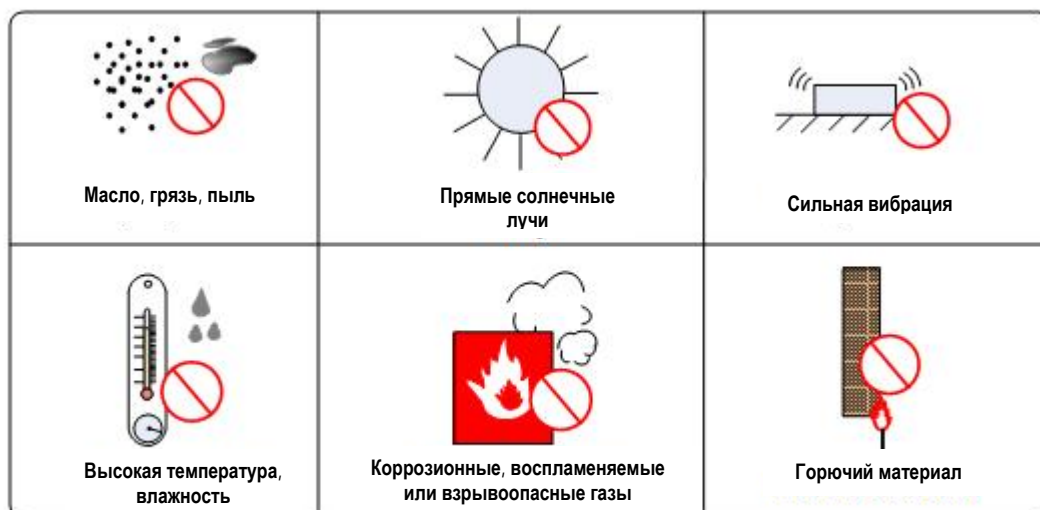 Масло, грязь, пыль
Прямые солнечные
лучи
Сильная вибрация
Высокая температура,
влажность
Коррозионные, воспламеняемые
или взрывоопасные газы
Горючий материал